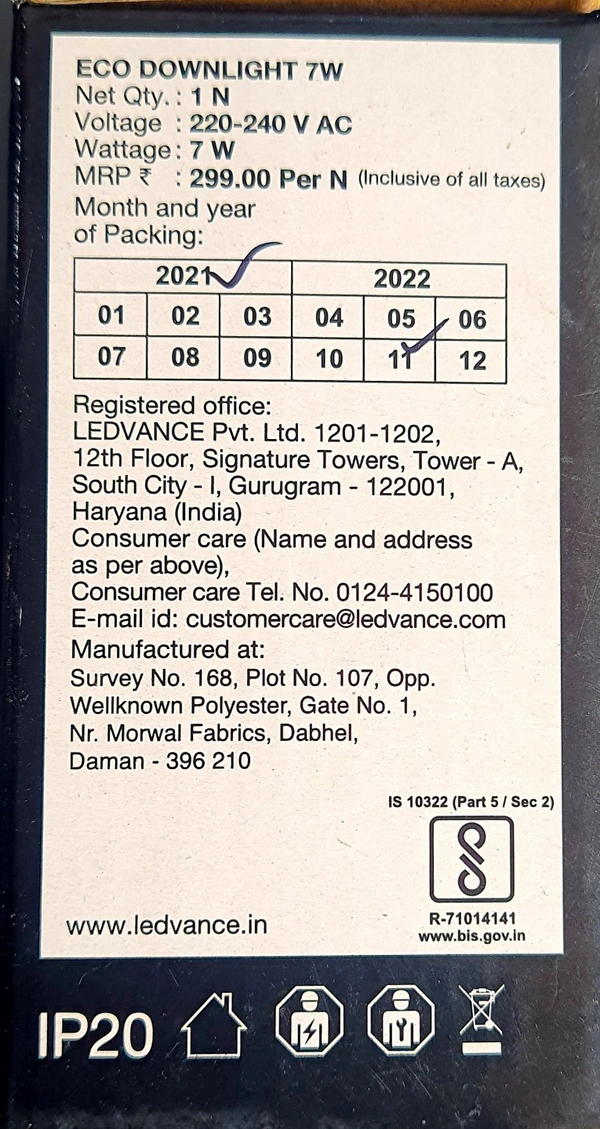 ECO DOWNLIGHT 7W
Net Qty. : 1 N
Voltage : 220-240 V AC
Wattage : 7 W
MRP ₹ : 299.00 Per N (Inclusive of all taxes)
Month and year
of Packing:
2021 2022
01 02 03 04 05 06
07 08 09 10 11 12
Registered office:
LEDVANCE Pvt. Ltd. 1201-1202,
12th Floor, Signature Towers, Tower - A,
South City - I, Gurugram - 122001,
Haryana (India)
Consumer care (Name and address
as per above),
Consumer care Tel. No. 0124-4150100
E-mail id: customercare@ledvance.com
Manufactured at:
Survey No. 168, Plot No. 107, Opp.
Wellknown Polyester, Gate No. 1,
Nr. Morwal Fabrics, Dabhel,
Daman - 396 210
IS 10322 (Part 5 / Sec 2)
R-71014141
www.bis.gov.in
www.ledvance.in
IP20